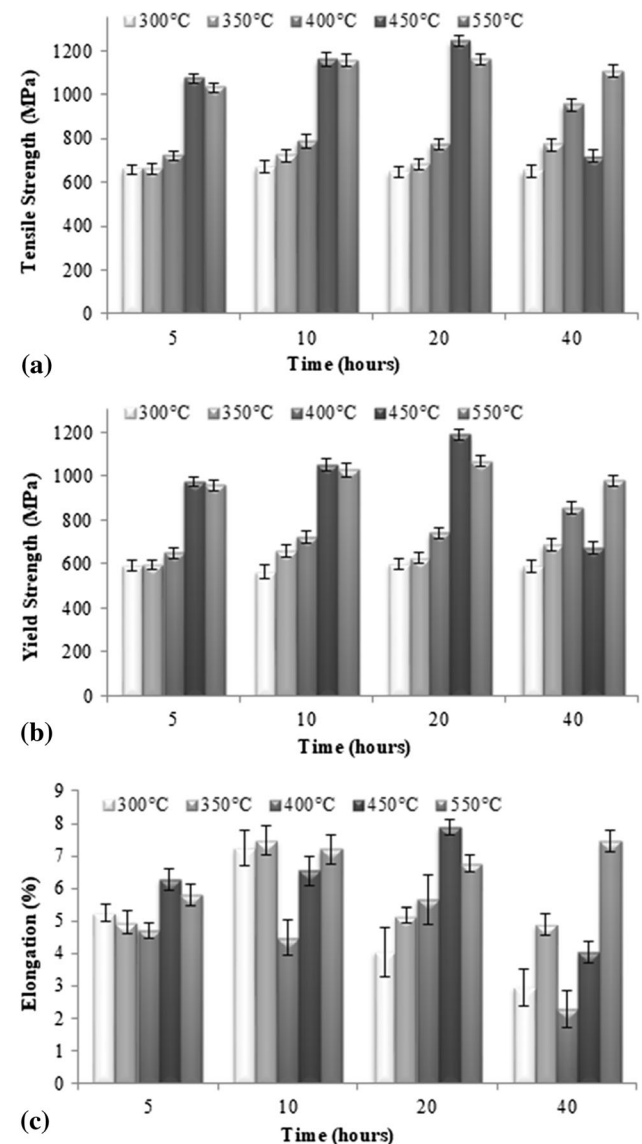 300°C 350°C 400°C 450°C 550°C
Tensile Strength (MPa)
1200
1000
800
600
400
200
0
5 10 20 40
Time (hours)
(a)
300°C 350°C 400°C 450°C 550°C
Yield Strength (MPa)
1200
1000
800
600
400
200
0
5 10 20 40
Time (hours)
(b)
300°C 350°C 400°C 450°C 550°C
Elongation (%)
9
8
7
6
5
4
3
2
1
0
5 10 20 40
Time (hours)
(c)